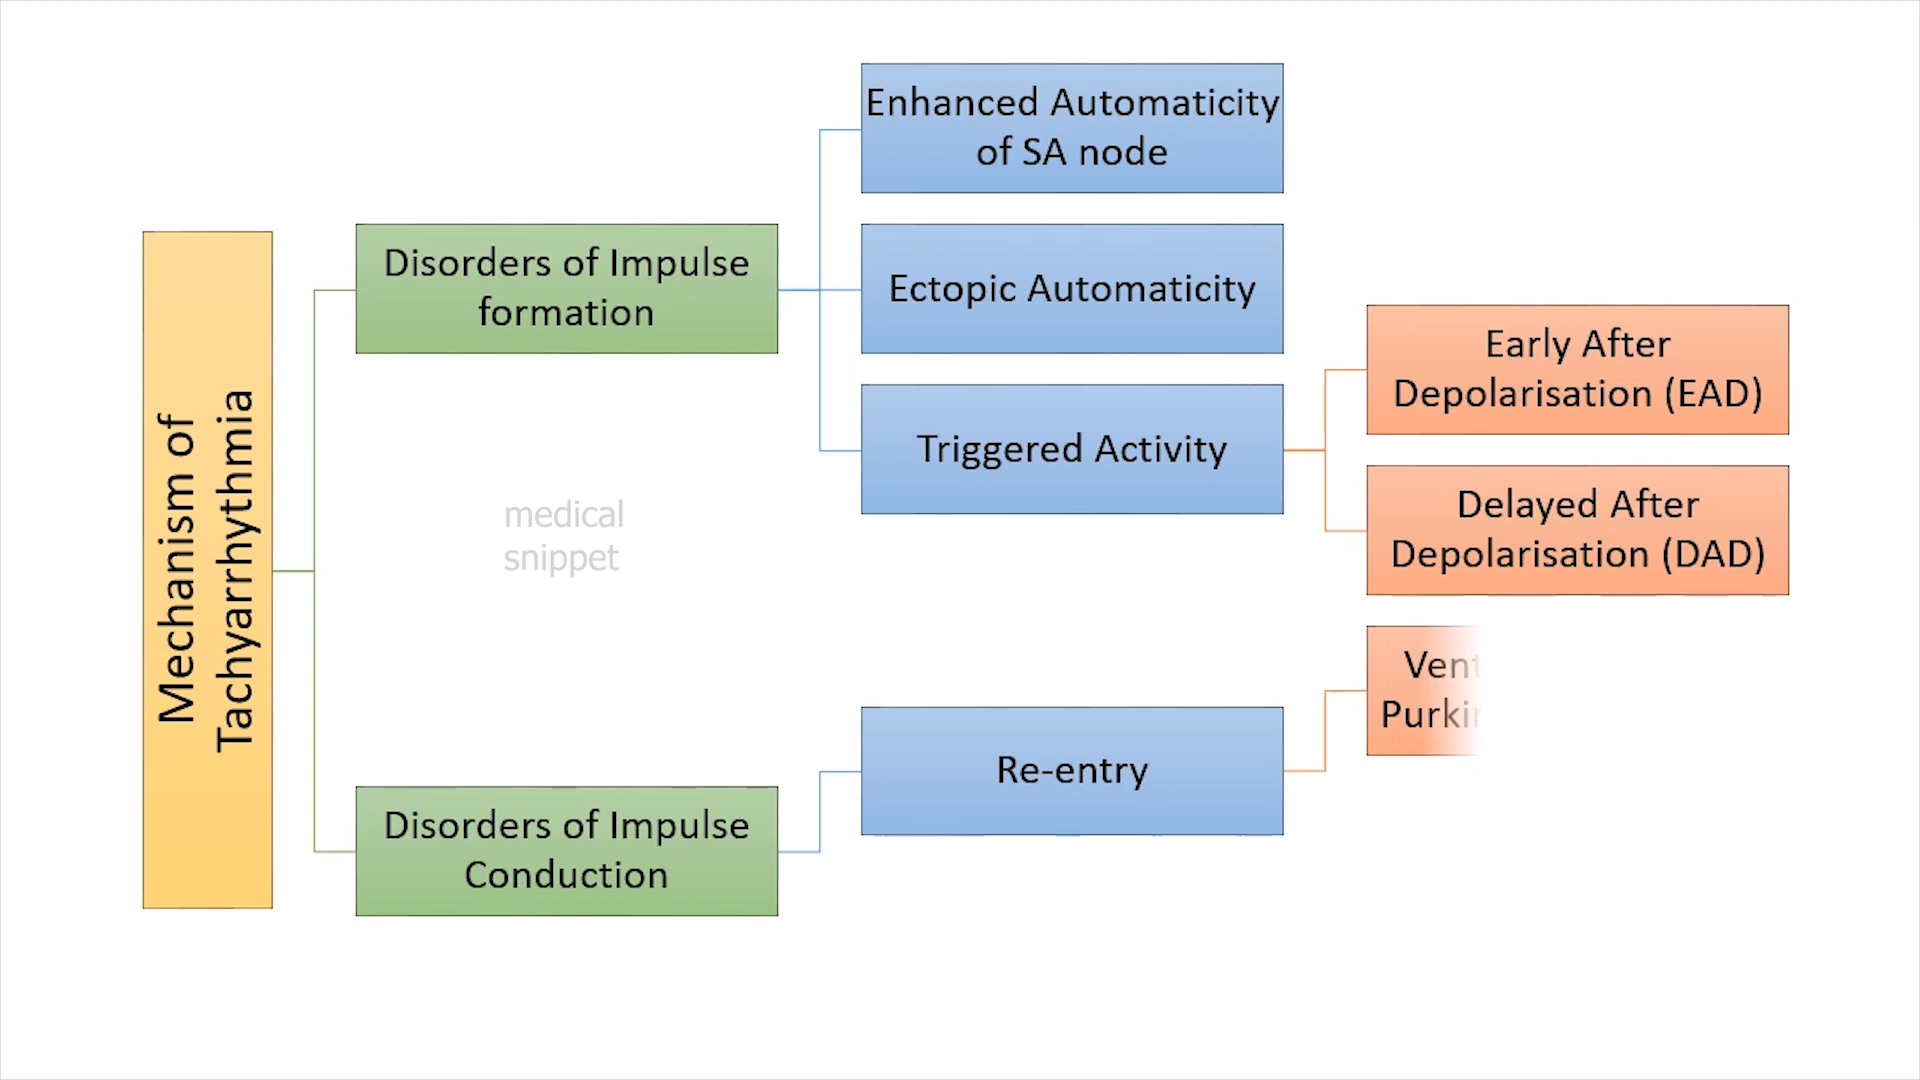 Mechanism of
Tachyarrhythmia
Disorders of Impulse
formation
Enhanced Automaticity
of SA node
Ectopic Automaticity
Triggered Activity
Early After
Depolarisation (EAD)
Delayed After
Depolarisation (DAD)
medical
snippet
Disorders of Impulse
Conduction
Re-entry